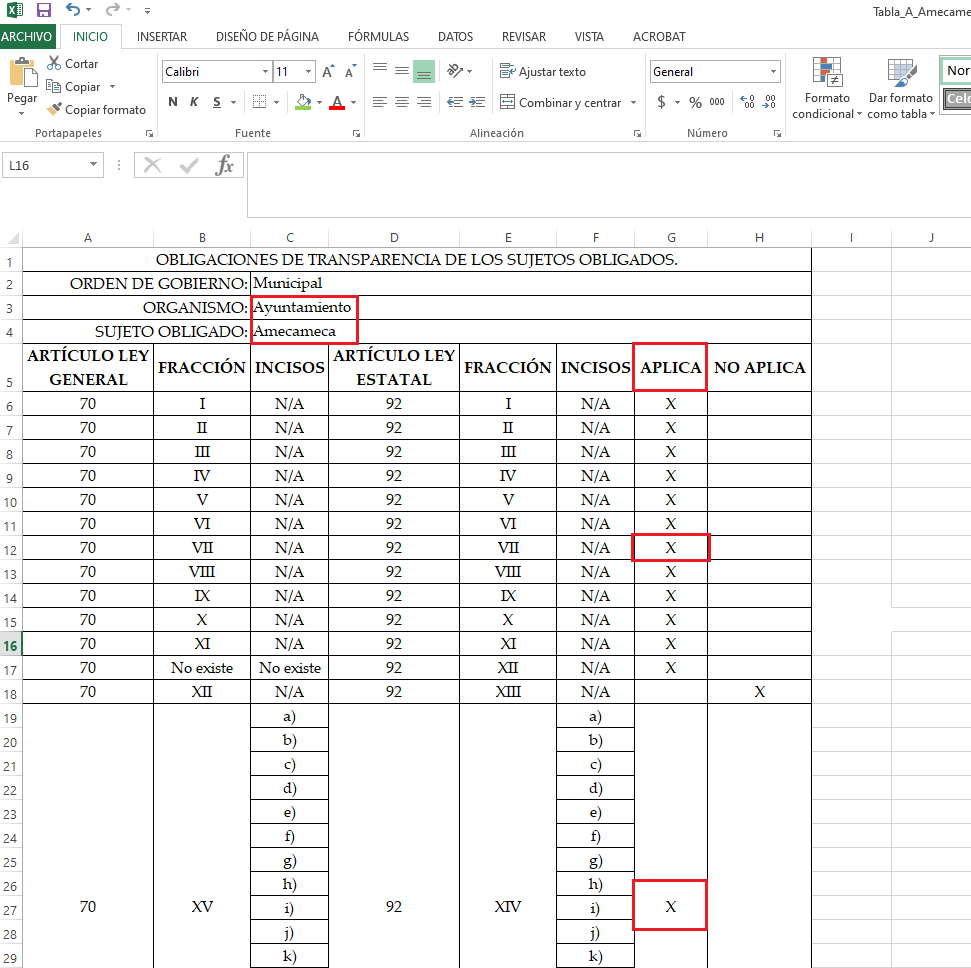 Tabla_A_Amecame
ARCHIVO INICIO INSERTAR DISEÑO DE PÁGINA FÓRMULAS DATOS REVISAR VISTA ACROBAT
Pegar
Cortar
Copiar
Copiar formato
Portapapeles
Calibri 11
N K S
Fuente
Ajustar texto
Combinar y centrar
Alineación
General
$ % 000
Número
Formato condicional
Dar formato como tabla
Nor
Celd
L16
fx
A B C D E F G H I J
1 OBLIGACIONES DE TRANSPARENCIA DE LOS SUJETOS OBLIGADOS.
2 ORDEN DE GOBIERNO: Municipal
3 ORGANISMO: Ayuntamiento
4 SUJETO OBLIGADO: Amecameca
5 ARTÍCULO LEY GENERAL FRACCIÓN INCISOS ARTÍCULO LEY ESTATAL FRACCIÓN INCISOS APLICA NO APLICA
6 70 I N/A 92 I N/A X
7 70 II N/A 92 II N/A X
8 70 III N/A 92 III N/A X
9 70 IV N/A 92 IV N/A X
10 70 V N/A 92 V N/A X
11 70 VI N/A 92 VI N/A X
12 70 VII N/A 92 VII N/A X
13 70 VIII N/A 92 VIII N/A X
14 70 IX N/A 92 IX N/A X
15 70 X N/A 92 X N/A X
16 70 XI N/A 92 XI N/A X
17 70 No existe No existe 92 XII N/A X
18 70 XII N/A 92 XIII N/A X
19 a) a)
20 b) b)
21 c) c)
22 d) d)
23 e) e)
24 f) f)
25 g) g)
26 h) h)
27 70 XV i) 92 XIV i) X
28 j) j)
29 k) k)